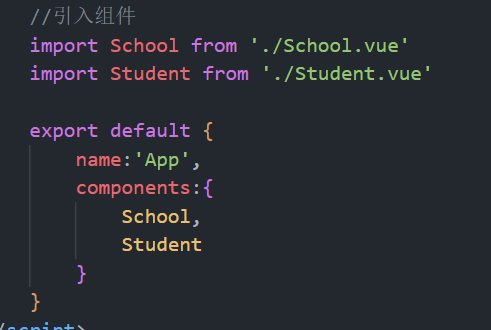 //引入组件
import School from './School.vue'
import Student from './Student.vue'
export default {
name:'App',
components:{
School,
Student
}
}
/script>